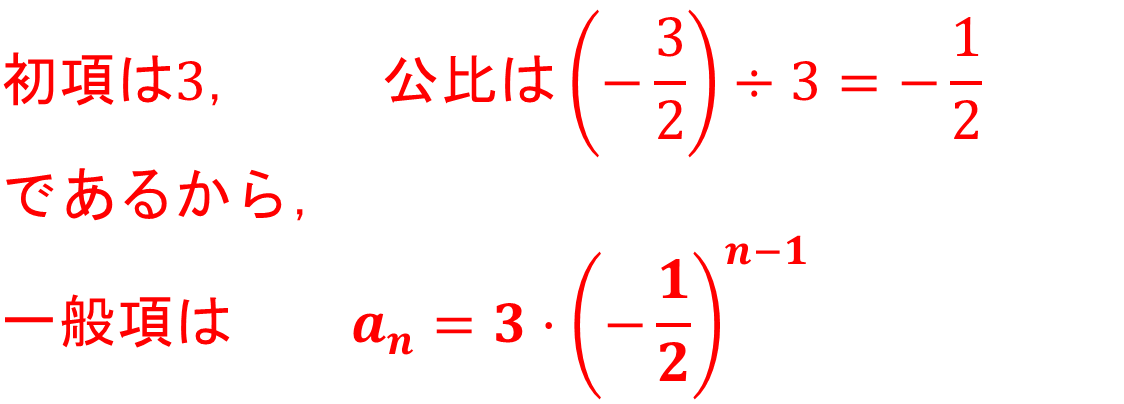 初項は3, 公比は(−3/2)÷3=−1/2
であるから,
一般項は aₙ=3·(−1/2)ⁿ⁻¹